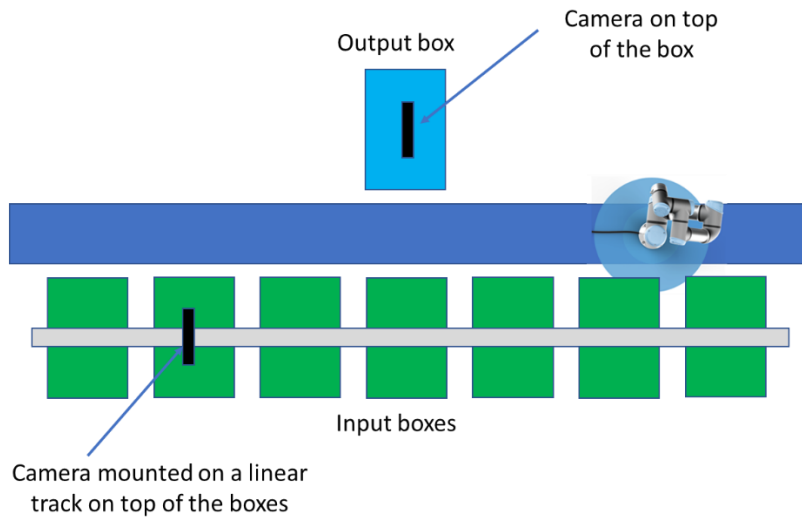 Camera on top
of the box
Output box
Input boxes
Camera mounted on a linear
track on top of the boxes